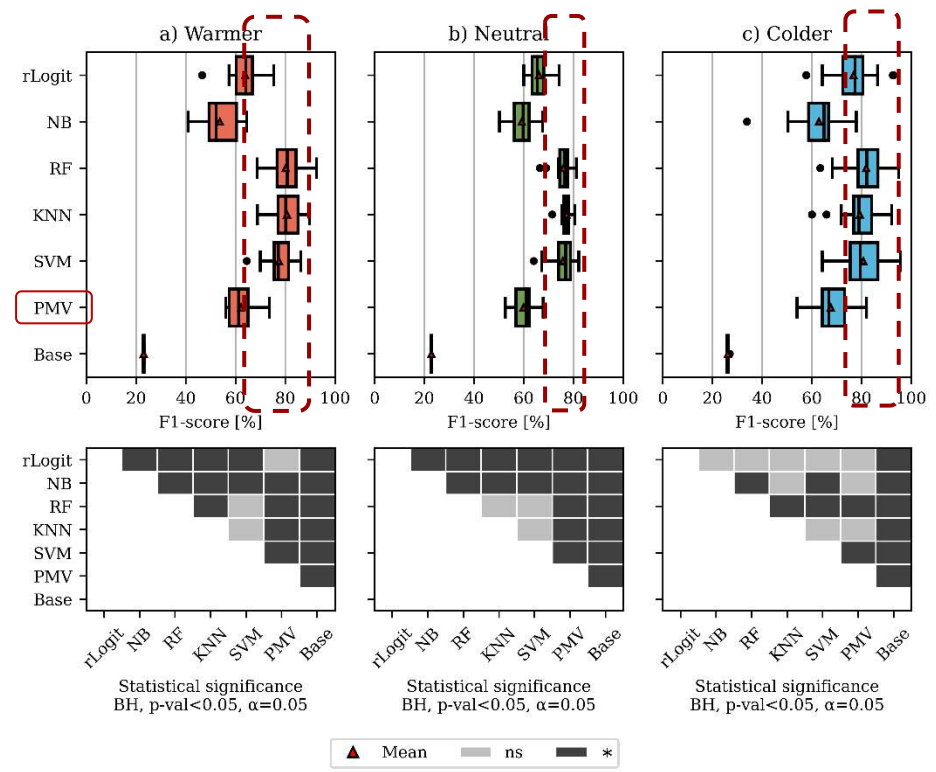 a) Warmer
b) Neutral
c) Colder
rLogit
NB
RF
KNN
SVM
PMV
Base
0 20 40 60 80 100
0 20 40 60 80 100
0 20 40 60 80 100
F1-score [%]
F1-score [%]
F1-score [%]
rLogit
NB
RF
KNN
SVM
PMV
Base
rLogit NB RF KNN SVM PMV Base
rLogit NB RF KNN SVM PMV Base
rLogit NB RF KNN SVM PMV Base
Statistical significance
BH, p-val<0.05, α=0.05
Statistical significance
BH, p-val<0.05, α=0.05
Statistical significance
BH, p-val<0.05, α=0.05
Mean ns *